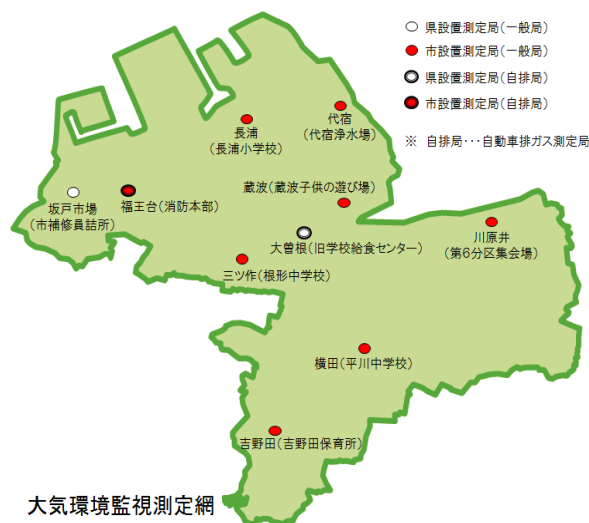 ○ 県設置測定局(一般局)
● 市設置測定局(一般局)
県設置測定局(自排局)
市設置測定局(自排局)
※ 自排局・・・自動車排ガス測定局
長浦
(長浦小学校)
代宿
(代宿浄水場)
蔵波(蔵波子供の遊び場)
坂戸市場
(市補修員詰所)
福王台(消防本部)
大曽根(旧学校給食センター)
川原井
(第6分区集会場)
三ツ作(根形中学校)
横田(平川中学校)
吉野田(吉野田保育所)
大気環境監視測定網